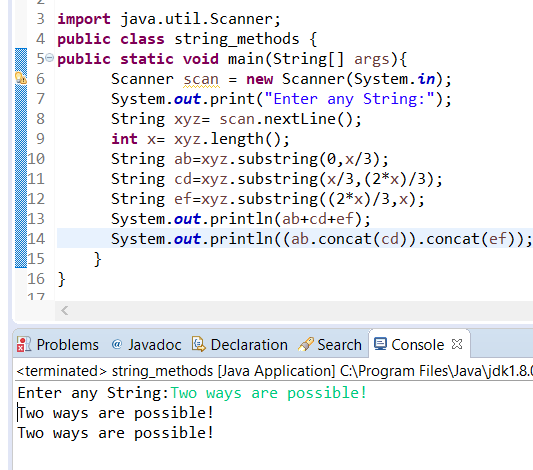 3 import java.util.Scanner;
4 public class string_methods {
5 public static void main(String[] args){
6 Scanner scan = new Scanner(System.in);
7 System.out.print("Enter any String:");
8 String xyz= scan.nextLine();
9 int x= xyz.length();
10 String ab=xyz.substring(0,x/3);
11 String cd=xyz.substring(x/3,(2*x)/3);
12 String ef=xyz.substring((2*x)/3,x);
13 System.out.println(ab+cd+ef);
14 System.out.println((ab.concat(cd)).concat(ef));
15 }
16 }
17
Problems @ Javadoc Declaration Search Console
<terminated> string_methods [Java Application] C:\Program Files\Java\jdk1.8.0
Enter any String:Two ways are possible!
Two ways are possible!
Two ways are possible!